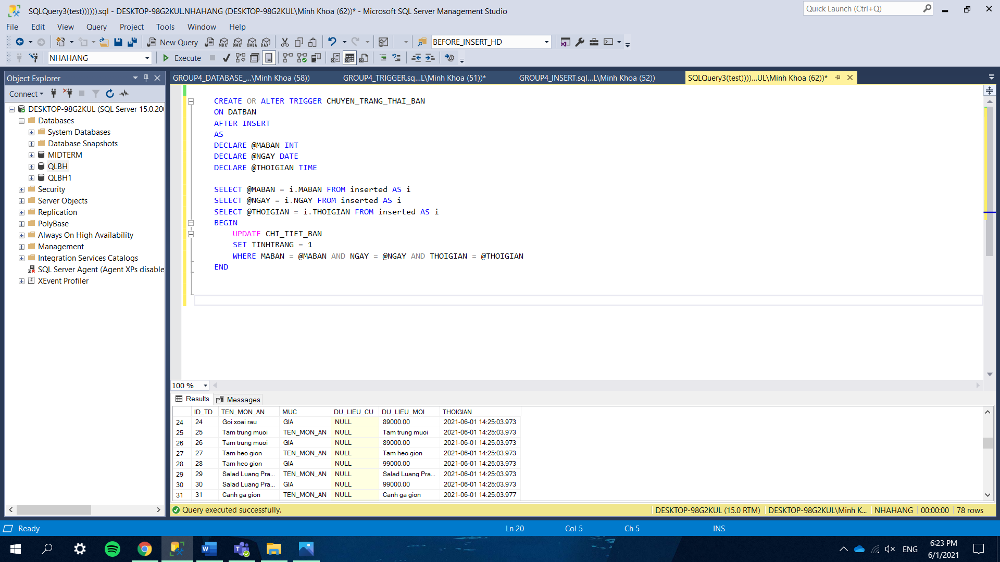 SQLQuery3(test)))))).sql - DESKTOP-98G2KUL.NHAHANG (DESKTOP-98G2KUL\Minh Khoa (62))* - Microsoft SQL Server Management Studio
Quick Launch (Ctrl+Q)
File Edit View Query Project Tools Window Help
New Query MDX DMX XMLA DAX BEFORE_INSERT_HD
NHAHANG Execute
Object Explorer
GROUP4_DATABASE_...\Minh Khoa (58)) GROUP4_TRIGGER.sq...L\Minh Khoa (51))* GROUP4_INSERT.sql...L\Minh Khoa (52)) SQLQuery3(test))))...UL\Minh Khoa (62))*
Connect
DESKTOP-98G2KUL (SQL Server 15.0.200
Databases
System Databases
Database Snapshots
MIDTERM
QLBH
QLBH1
Security
Server Objects
Replication
PolyBase
Always On High Availability
Management
Integration Services Catalogs
SQL Server Agent (Agent XPs disable
XEvent Profiler
CREATE OR ALTER TRIGGER CHUYEN_TRANG_THAI_BAN
ON DATBAN
AFTER INSERT
AS
DECLARE @MABAN INT
DECLARE @NGAY DATE
DECLARE @THOIGIAN TIME
SELECT @MABAN = i.MABAN FROM inserted AS i
SELECT @NGAY = i.NGAY FROM inserted AS i
SELECT @THOIGIAN = i.THOIGIAN FROM inserted AS i
BEGIN
UPDATE CHI_TIET_BAN
SET TINHTRANG = 1
WHERE MABAN = @MABAN AND NGAY = @NGAY AND THOIGIAN = @THOIGIAN
END
100 %
Results Messages
ID_TD TEN_MON_AN MUC DU_LIEU_CU DU_LIEU_MOI THOIGIAN
24 24 Goi xoai rau GIA NULL 89000.00 2021-06-01 14:25:03.973
25 25 Tam trung muoi TEN_MON_AN NULL Tam trung muoi 2021-06-01 14:25:03.973
26 26 Tam trung muoi GIA NULL 89000.00 2021-06-01 14:25:03.973
27 27 Tam heo gion TEN_MON_AN NULL Tam heo gion 2021-06-01 14:25:03.973
28 28 Tam heo gion GIA NULL 99000.00 2021-06-01 14:25:03.973
29 29 Salad Luang Pra... TEN_MON_AN NULL Salad Luang Pra... 2021-06-01 14:25:03.973
30 30 Salad Luang Pra... GIA NULL 99000.00 2021-06-01 14:25:03.973
31 31 Canh ga gion TEN_MON_AN NULL Canh ga gion 2021-06-01 14:25:03.977
Query executed successfully. DESKTOP-98G2KUL (15.0 RTM) DESKTOP-98G2KUL\Minh K... NHAHANG 00:00:00 78 rows
Ready Ln 20 Col 5 Ch 5 INS
ENG 6:23 PM
6/1/2021